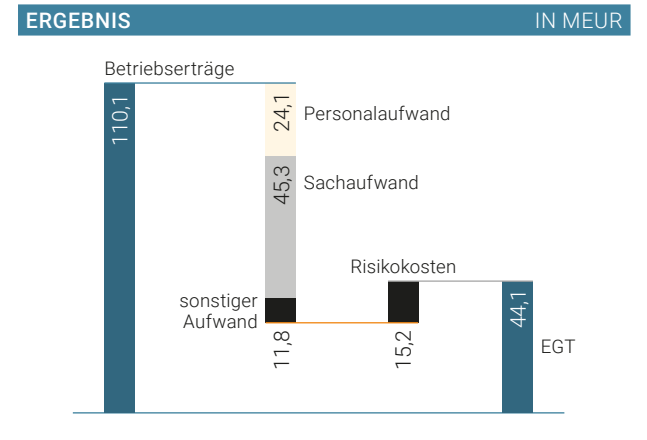 ERGEBNIS IN MEUR
Betriebserträge
110,1
24,1
Personalaufwand
45,3
Sachaufwand
Risikokosten
sonstiger
Aufwand
11,8
15,2
44,1
EGT